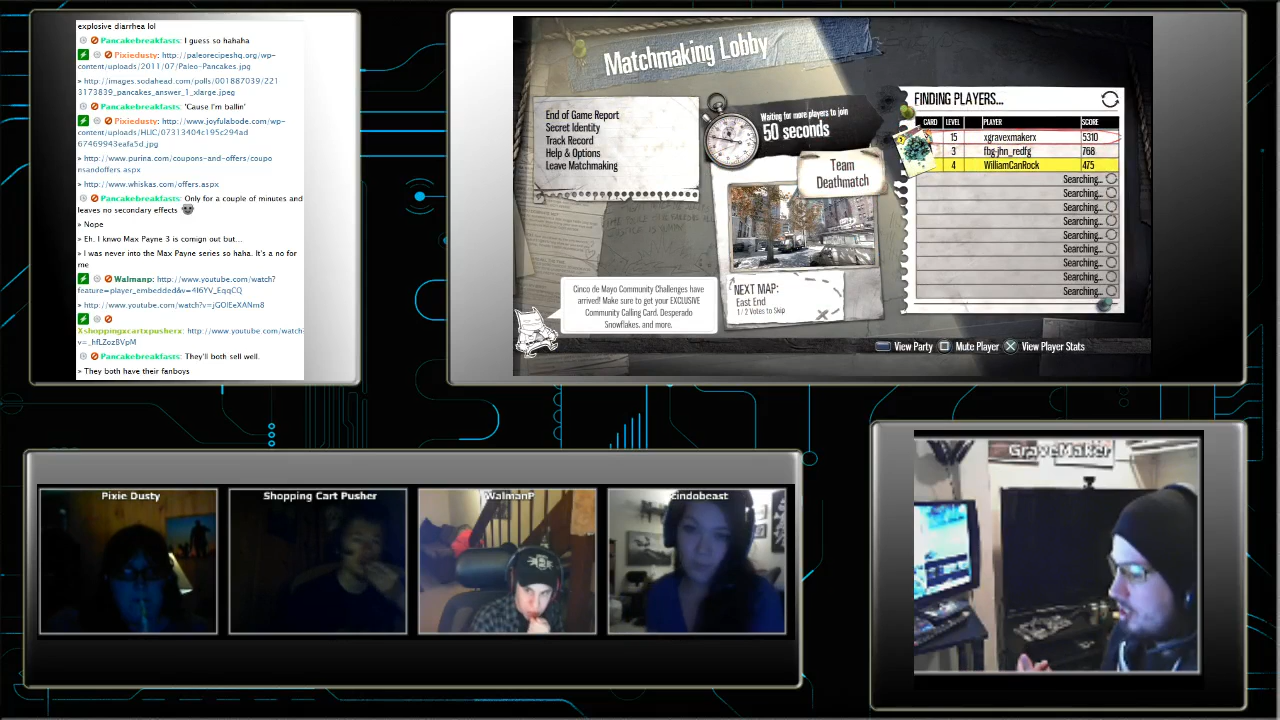 explosive diarrhea lol
Pancakebreakfasts: I guess so hahaha
Pixiedusty: http://paleorecipeshq.org/wp-
content/uploads/2011/07/Paleo-Pancakes.jpg
» http://images.sodahead.com/polls/001887039/221
3173839_pancakes_answer_1_xlarge.jpeg
Pancakebreakfasts: 'Cause I'm ballin'
Pixiedusty: http://www.joyfulabode.com/wp-
content/uploads/HLIC/07313404c195c294ad
67469943eafa5d.jpg
» http://www.purina.com/coupons-and-offers/coupo
nsandoffers.aspx
» http://www.whiskas.com/offers.aspx
Pancakebreakfasts: Only for a couple of minutes and
leaves no secondary effects
» Nope
» Eh. I knwo Max Payne 3 is comign out but...
» I was never into the Max Payne series so haha. It's a no for
me
Walmanp: http://www.youtube.com/watch?
feature=player_embedded&v=4f6YV_EqqCQ
» http://www.youtube.com/watch?v=jGOlEeXANm8
Xshoppingxcartxpusherx: http://www.youtube.com/watch
v=_hfLZoz8VpM
Pancakebreakfasts: They'll both sell well.
» They both have their fanboys
Matchmaking Lobby
End of Game Report
Secret Identity
Track Record
Help & Options
Leave Matchmaking
Waiting for more players to join
50 seconds
Team
Deathmatch
NEXT MAP:
East End
1/2 Votes to Skip
Cinco de Mayo Community Challenges have
arrived! Make sure to get your EXCLUSIVE
Community Calling Card, Desperado
Snowflakes, and more.
FINDING PLAYERS...
CARD LEVEL PLAYER SCORE
15 xgravexmakerx 5310
3 fbg-jhn_redfg 768
4 WilliamCanRock 475
Searching...
Searching...
Searching...
Searching...
Searching...
Searching...
Searching...
Searching...
Searching...
View Party Mute Player View Player Stats
Pixie Dusty
Shopping Cart Pusher
WalmanP
Zindobeast
GraveMaker